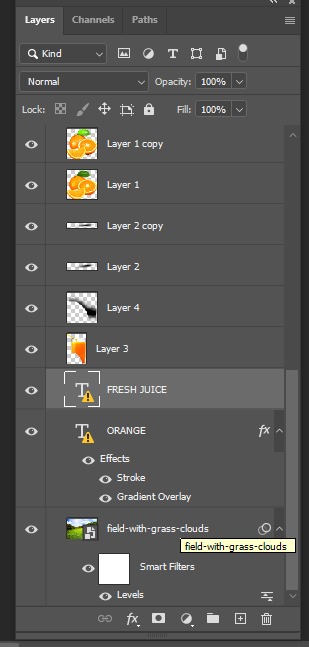 Layers Channels Paths
Kind T
Normal Opacity: 100%
Lock: Fill: 100%
Layer 1 copy
Layer 1
Layer 2 copy
Layer 2
Layer 4
Layer 3
T FRESH JUICE
T ORANGE fx
Effects
Stroke
Gradient Overlay
field-with-grass-clouds
field-with-grass-clouds
Smart Filters
Levels
fx